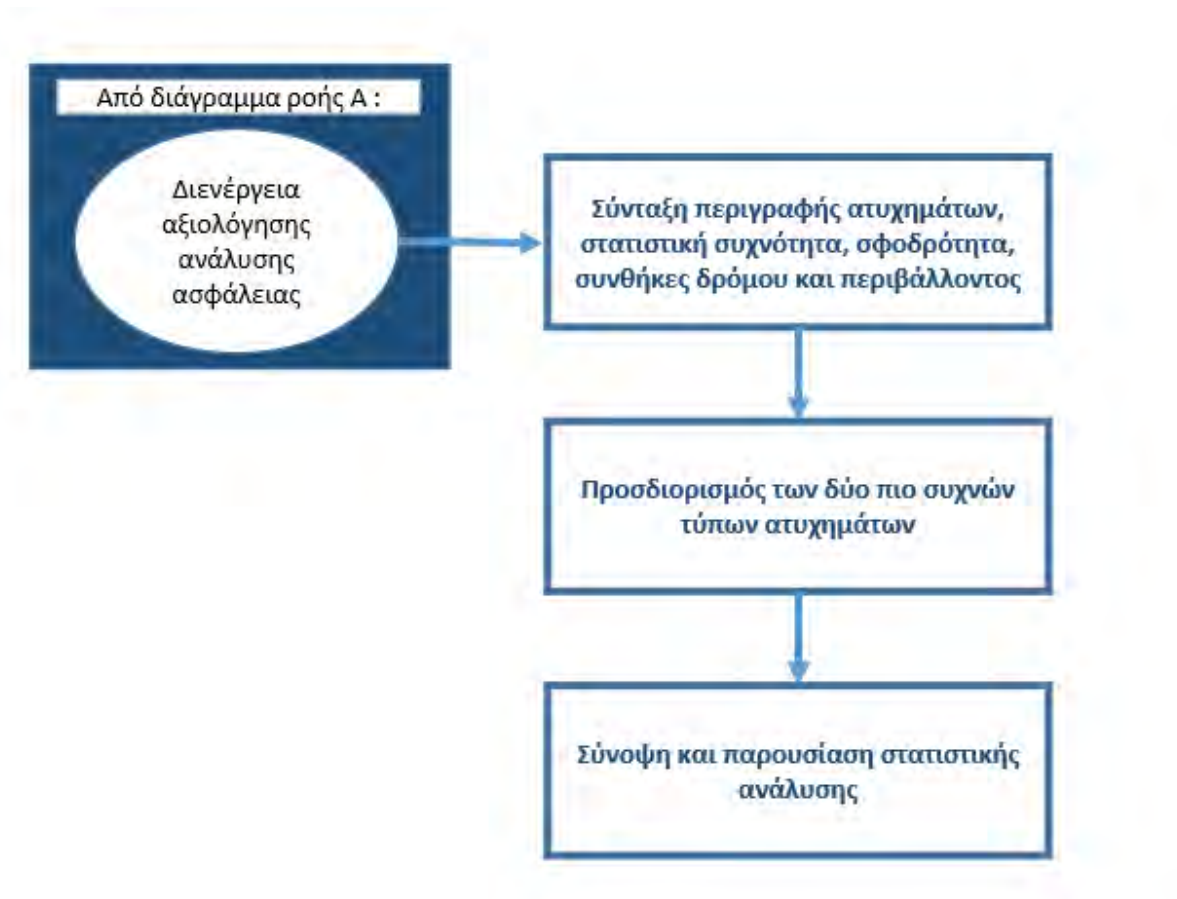 Από διάγραμμα ροής Α :
Διενέργεια
αξιολόγησης
ανάλυσης
ασφάλειας
Σύνταξη περιγραφής ατυχημάτων,
στατιστική συχνότητα, σφοδρότητα,
συνθήκες δρόμου και περιβάλλοντος
Προσδιορισμός των δύο πιο συχνών
τύπων ατυχημάτων
Σύνοψη και παρουσίαση στατιστικής
ανάλυσης